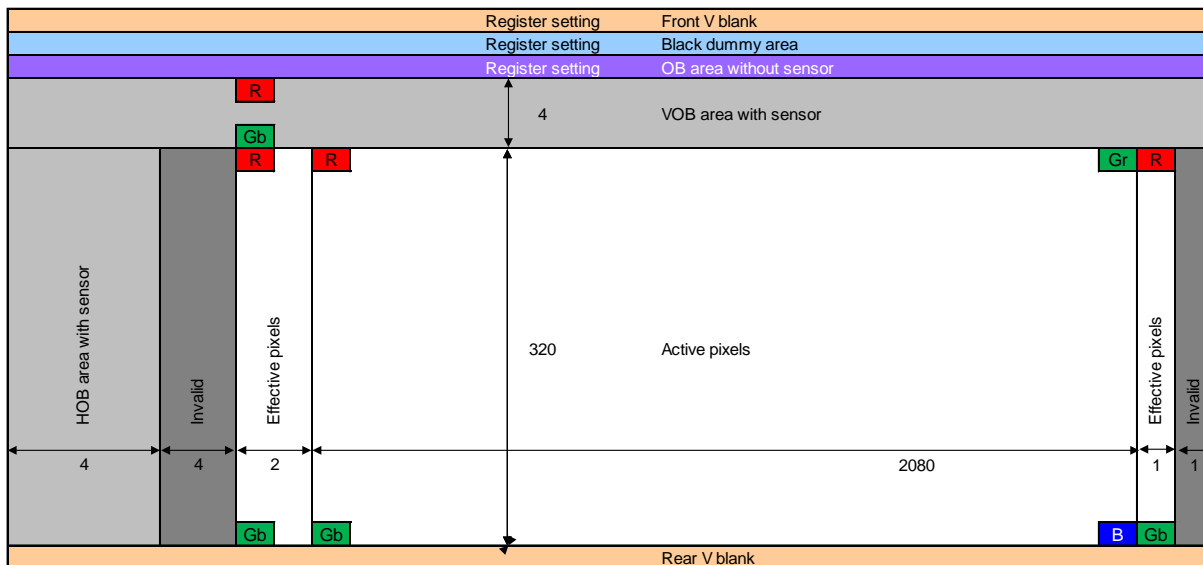 Register setting Front V blank
Register setting Black dummy area
Register setting OB area without sensor
R
4 VOB area with sensor
Gb
R R Gr R
HOB area with sensor
Invalid
Effective pixels
320 Active pixels
Effective pixels
Invalid
4 4 2 2080 1 1
Gb Gb B Gb
Rear V blank